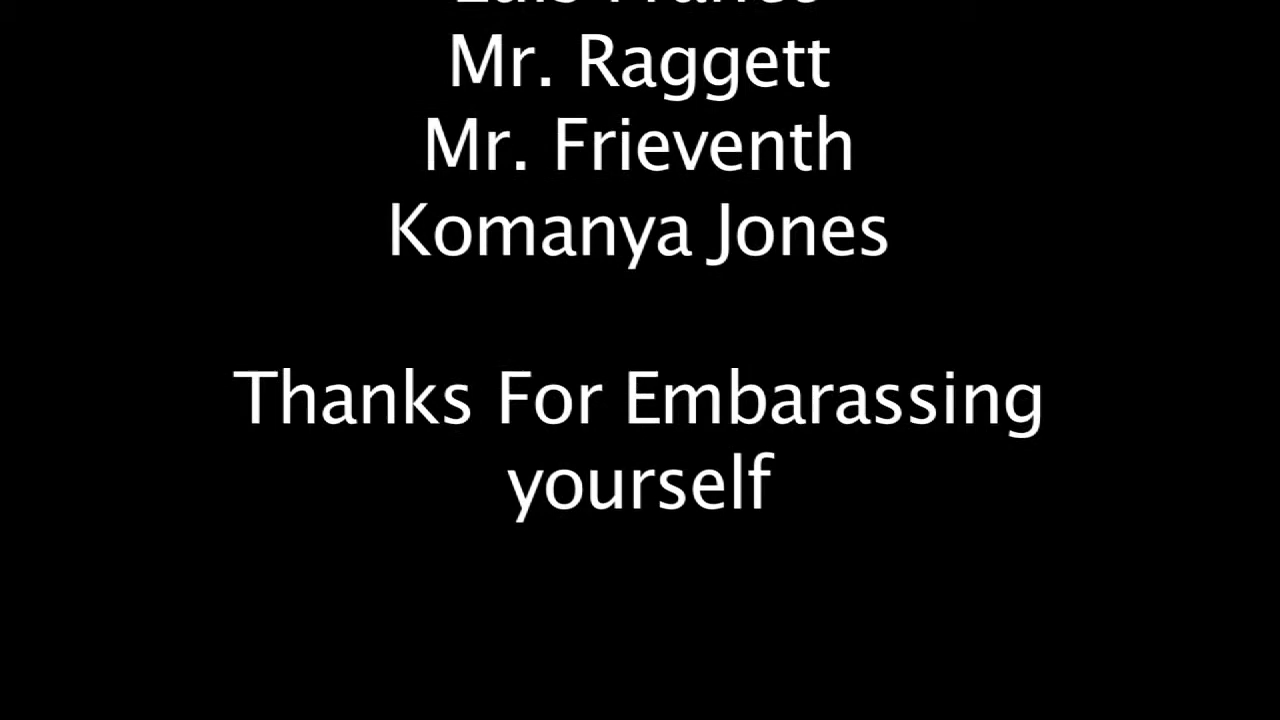 Mr. Raggett
Mr. Frieventh
Komanya Jones
Thanks For Embarassing
yourself